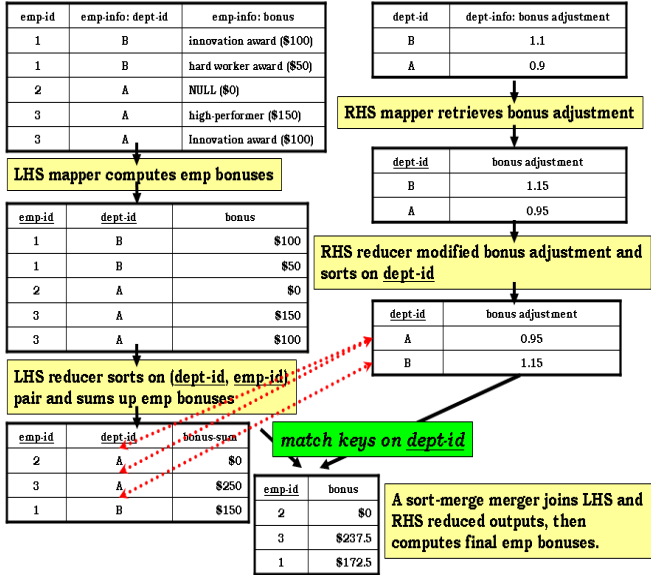 emp-id emp-info: dept-id emp-info: bonus
1 B innovation award ($100)
1 B hard worker award ($50)
2 A NULL ($0)
3 A high-performer ($150)
3 A Innovation award ($100)
LHS mapper computes emp bonuses
emp-id dept-id bonus
1 B $100
1 B $50
2 A $0
3 A $150
3 A $100
LHS reducer sorts on (dept-id, emp-id)
pair and sums up emp bonuses
emp-id dept-id bonus-sum
2 A $0
3 A $250
1 B $150
dept-id dept-info: bonus adjustment
B 1.1
A 0.9
RHS mapper retrieves bonus adjustment
dept-id bonus adjustment
B 1.15
A 0.95
RHS reducer modified bonus adjustment and
sorts on dept-id
dept-id bonus adjustment
A 0.95
B 1.15
match keys on dept-id
emp-id bonus
2 $0
3 $237.5
1 $172.5
A sort-merge merger joins LHS and
RHS reduced outputs, then
computes final emp bonuses.